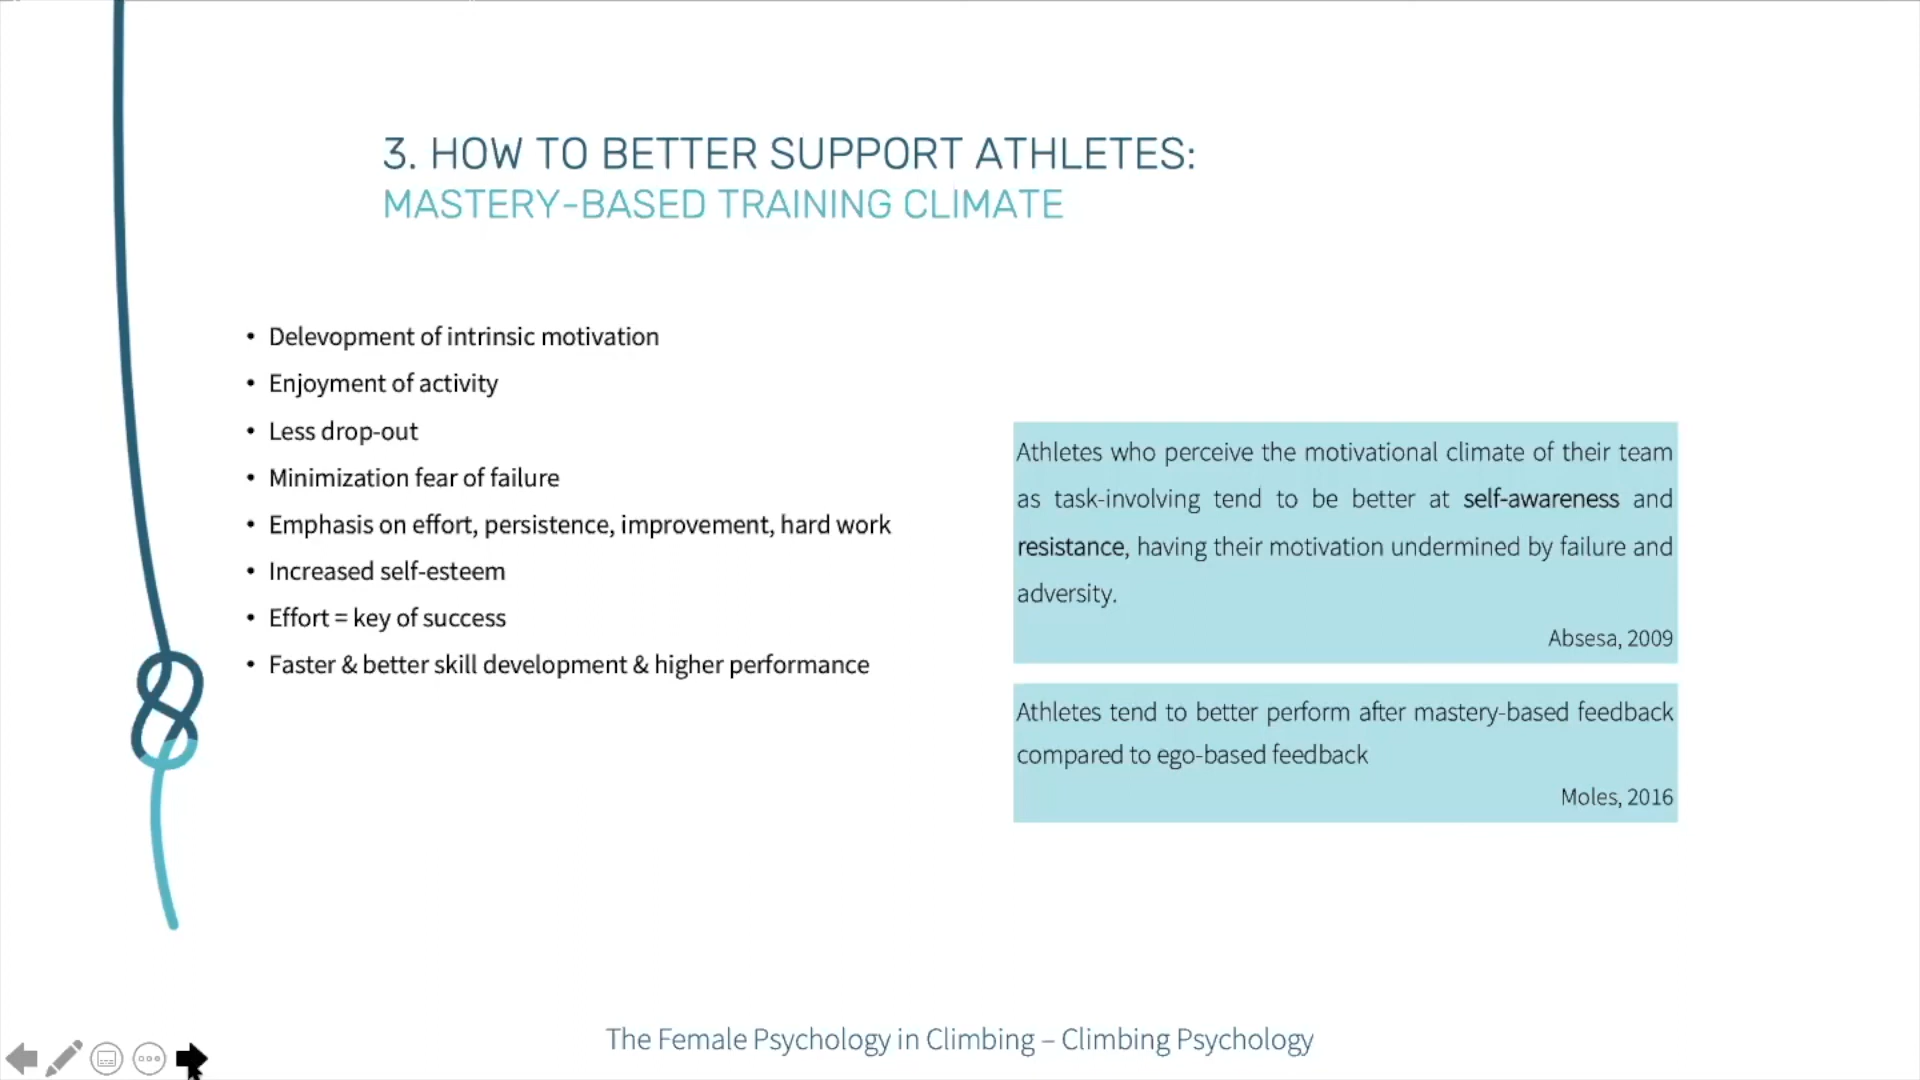 3. HOW TO BETTER SUPPORT ATHLETES:
MASTERY-BASED TRAINING CLIMATE
• Delevopment of intrinsic motivation
• Enjoyment of activity
• Less drop-out
• Minimization fear of failure
• Emphasis on effort, persistence, improvement, hard work
• Increased self-esteem
• Effort = key of success
• Faster & better skill development & higher performance
Athletes who perceive the motivational climate of their team
as task-involving tend to be better at self-awareness and
resistance, having their motivation undermined by failure and
adversity.
Absesa, 2009
Athletes tend to better perform after mastery-based feedback
compared to ego-based feedback
Moles, 2016
The Female Psychology in Climbing – Climbing Psychology